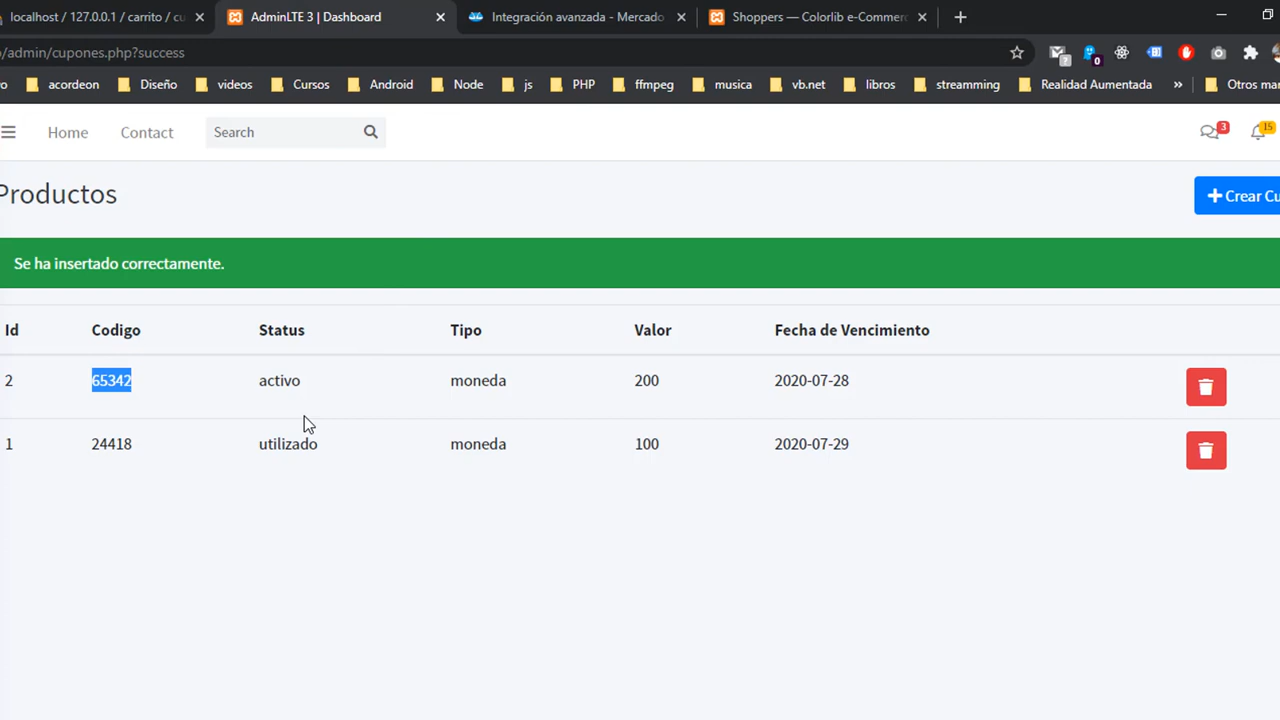 localhost / 127.0.0.1 / carrito / cu
AdminLTE 3 | Dashboard
Integración avanzada - Mercado
Shoppers — Colorlib e-Commerc
/admin/cupones.php?success
acordeon
Diseño
videos
Cursos
Android
Node
js
PHP
ffmpeg
musica
vb.net
libros
streamming
Realidad Aumentada
»
Otros mar
Home
Contact
Search
3
15
Productos
Crear Cu
Se ha insertado correctamente.
Id Codigo Status Tipo Valor Fecha de Vencimiento
2 65342 activo moneda 200 2020-07-28
1 24418 utilizado moneda 100 2020-07-29